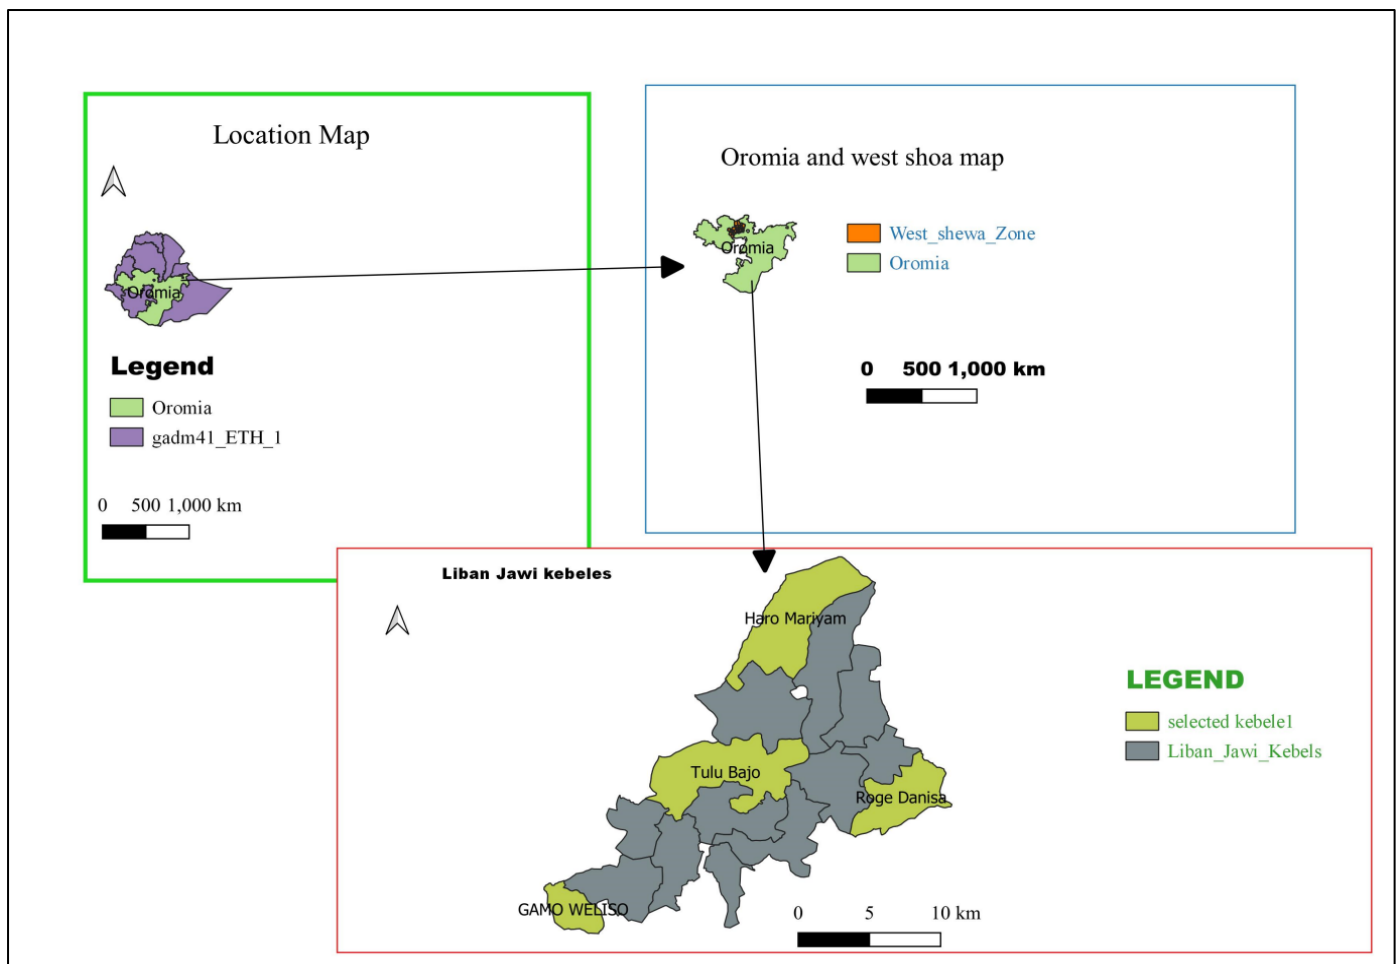 Location Map
Oromia
Legend
Oromia
gadm41_ETH_1
0 500 1,000 km
Oromia and west shoa map
Oromia
West_shewa_Zone
Oromia
0 500 1,000 km
Liban Jawi kebeles
Haro Mariyam
Tulu Bajo
Roge Danisa
GAMO WELISO
LEGEND
selected kebele1
Liban_Jawi_Kebels
0 5 10 km